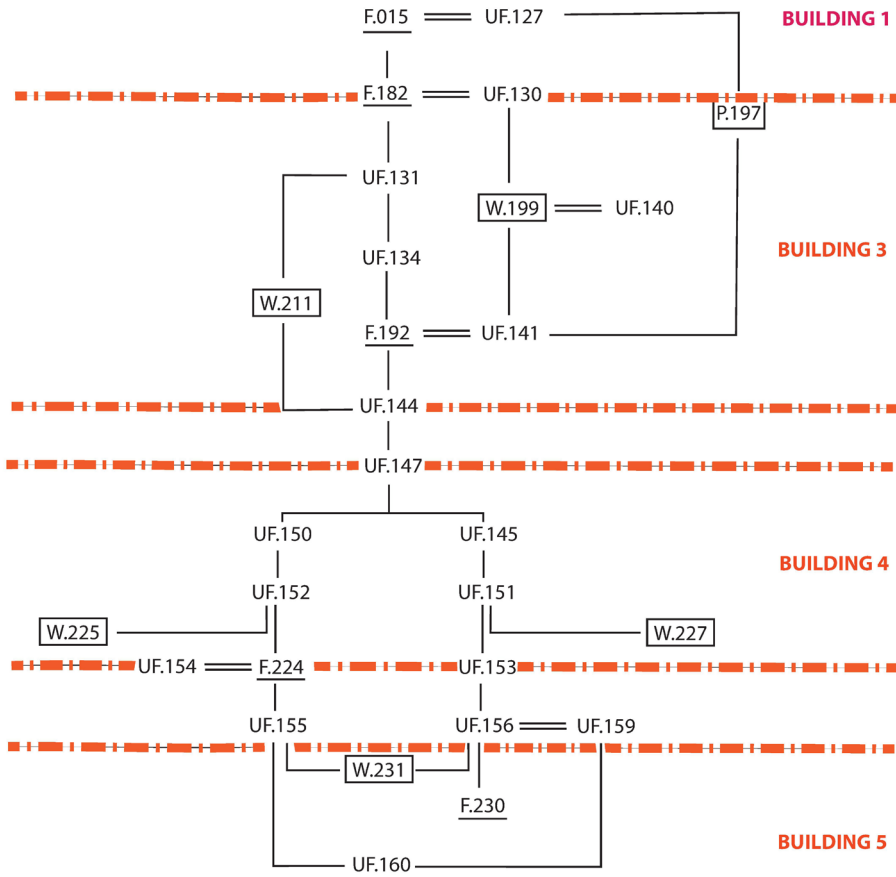 F.015 UF.127 BUILDING 1
F.182 UF.130
P.197
UF.131
W.199 UF.140
UF.134 BUILDING 3
W.211
F.192 UF.141
UF.144
UF.147
UF.150 UF.145
BUILDING 4
UF.152 UF.151
W.225 W.227
UF.154 F.224 UF.153
UF.155 UF.156 UF.159
W.231
F.230
BUILDING 5
UF.160